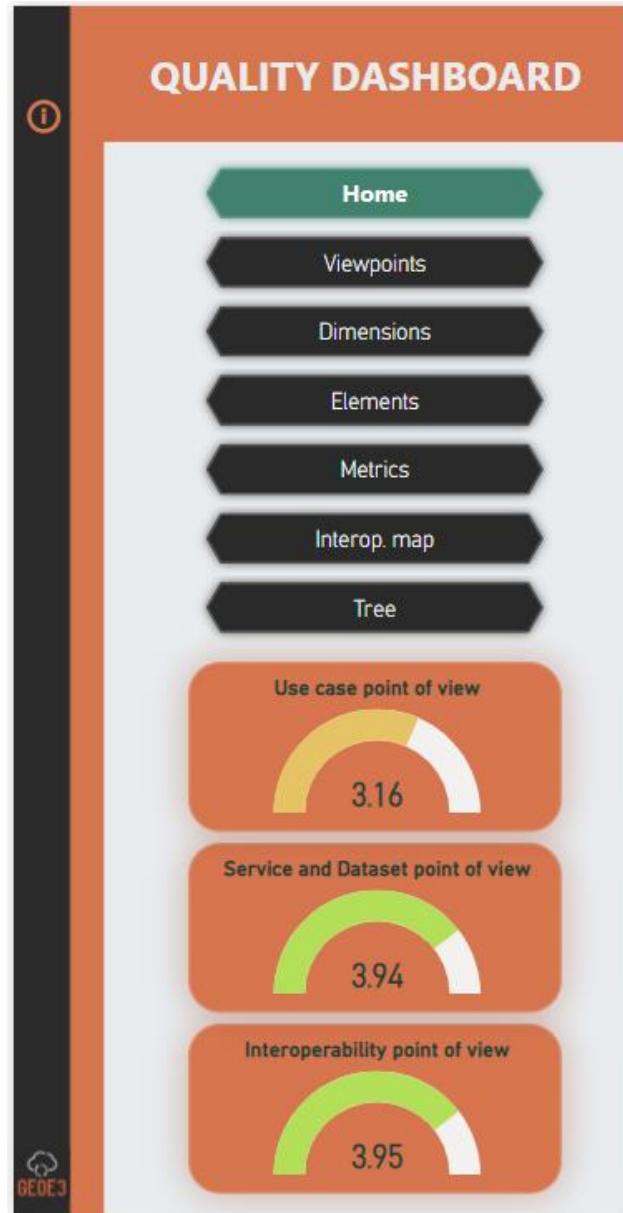 QUALITY DASHBOARD
i
Home
Viewpoints
Dimensions
Elements
Metrics
Interop. map
Tree
Use case point of view
3.16
Service and Dataset point of view
3.94
Interoperability point of view
3.95
GEOE3